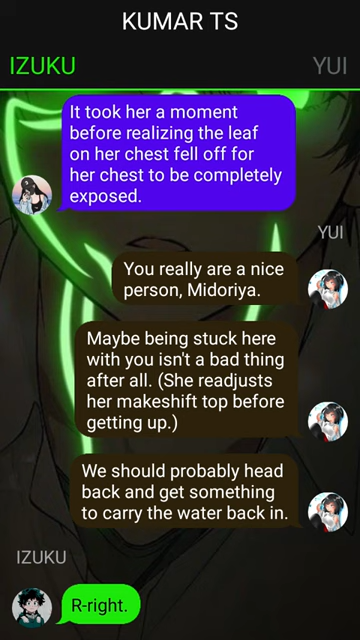 KUMAR TS
IZUKU
YUI
It took her a moment
before realizing the leaf
on her chest fell off for
her chest to be completely
exposed.
YUI
You really are a nice
person, Midoriya.
Maybe being stuck here
with you isn't a bad thing
after all. (She readjusts
her makeshift top before
getting up.)
We should probably head
back and get something
to carry the water back in.
IZUKU
R-right.